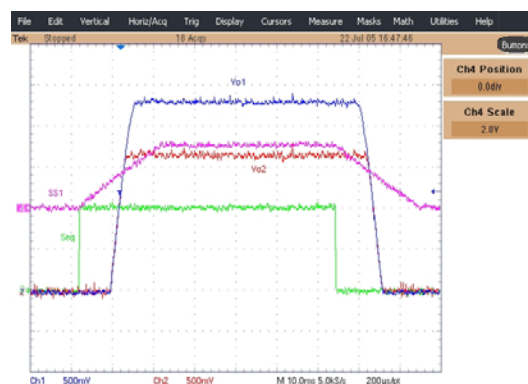 File Edit Vertical Horiz/Acq Trig Display Cursors Measure Masks Math Utilities Help
Tek Stopped 18 Acqs 22 Jul 05 16:47:46
Buttons
Ch4 Position
0.0div
Ch4 Scale
2.0V
Vo1
Vo2
SS1
Seq
2
Ch1 500mV Ch2 500mV M 10.0ms 5.0kS/s 200µs/pt